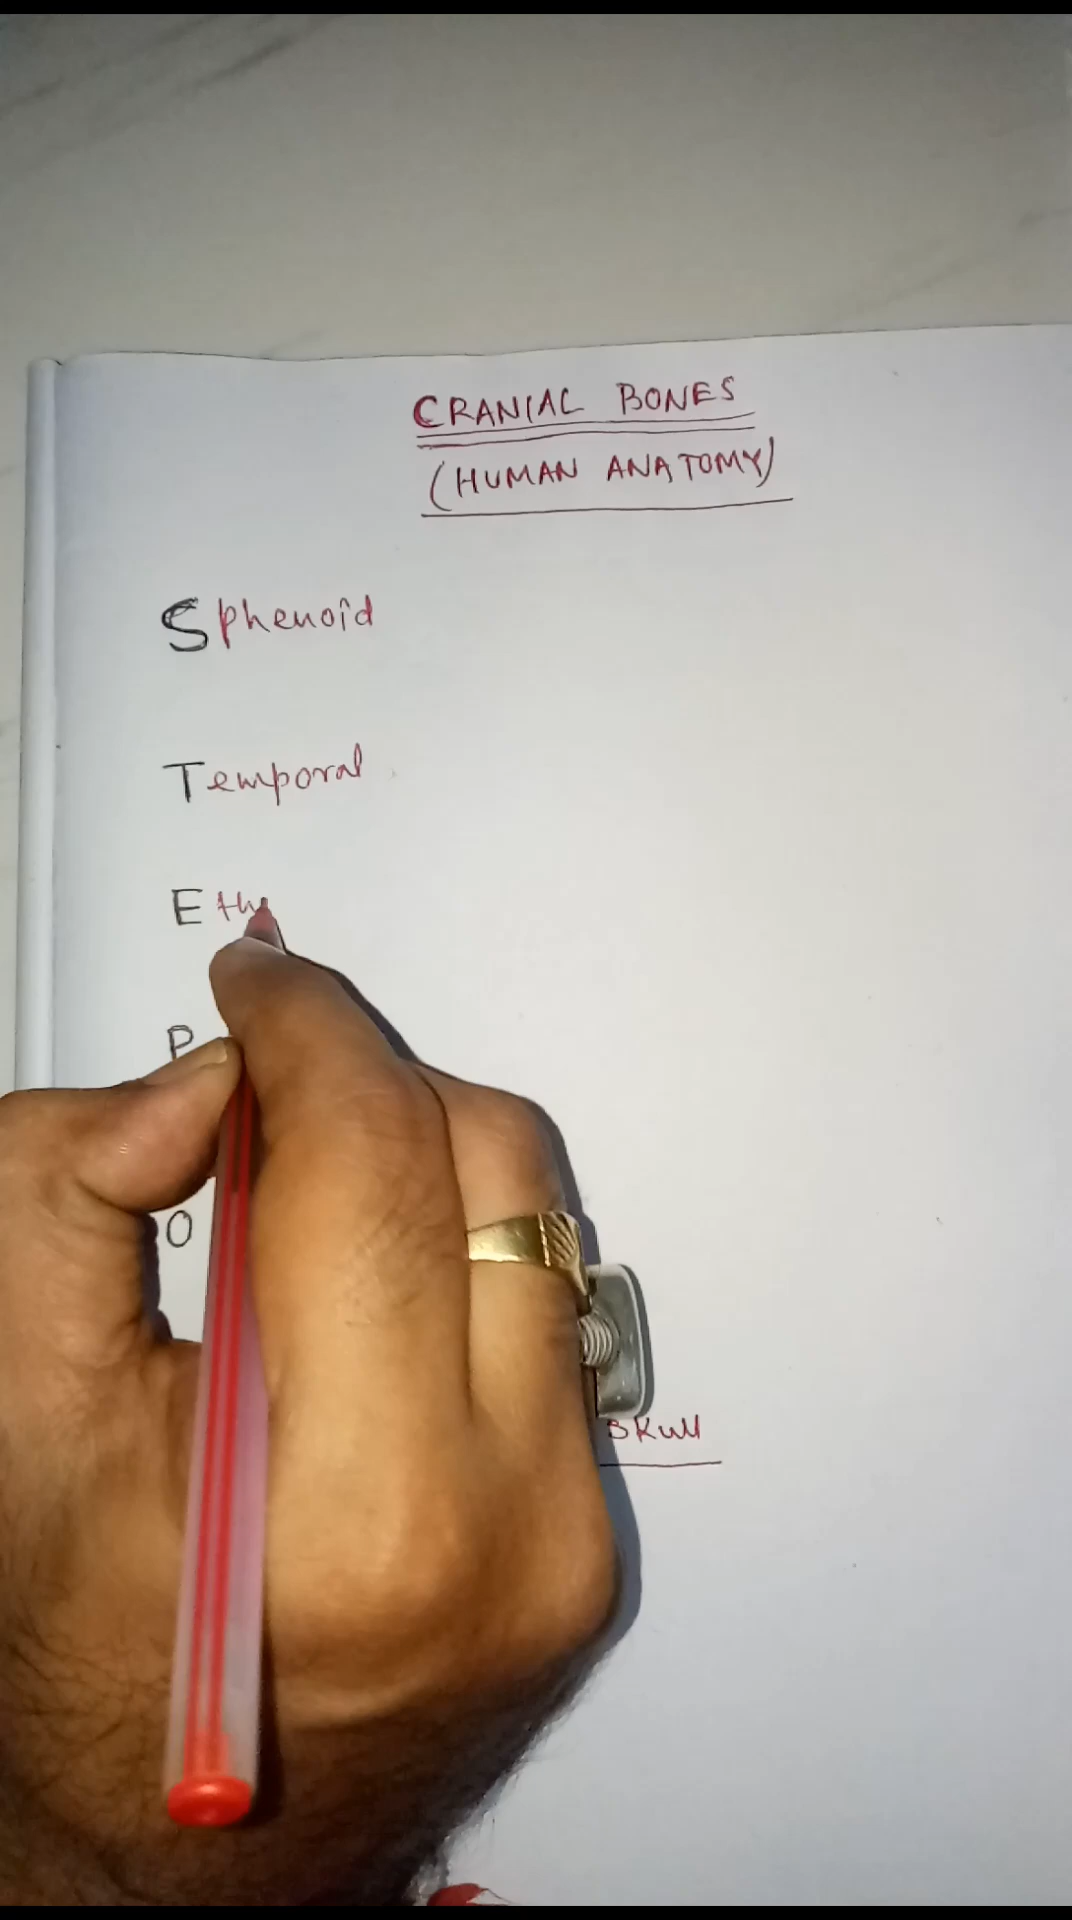 CRANIAL BONES
(HUMAN ANATOMY)
Sphenoid
Temporal
Eth
P
O
Skull